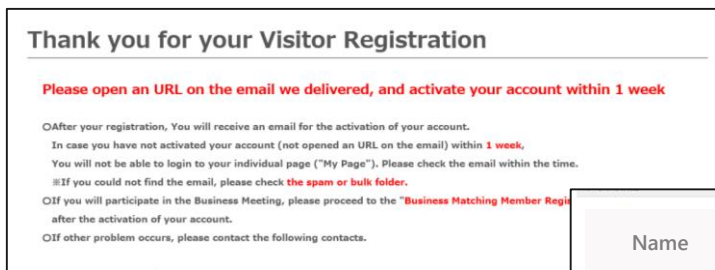 Thank you for your Visitor Registration
Please open an URL on the email we delivered, and activate your account within 1 week
○After your registration, You will receive an email for the activation of your account.
In case you have not activated your account (not opened an URL on the email) within 1 week,
You will not be able to login to your individual page ("My Page"). Please check the email within the time.
※If you could not find the email, please check the spam or bulk folder.
○If you will participate in the Business Meeting, please proceed to the "Business Matching Member
after the activation of your account.
○If other problem occurs, please contact the following contacts.
Name